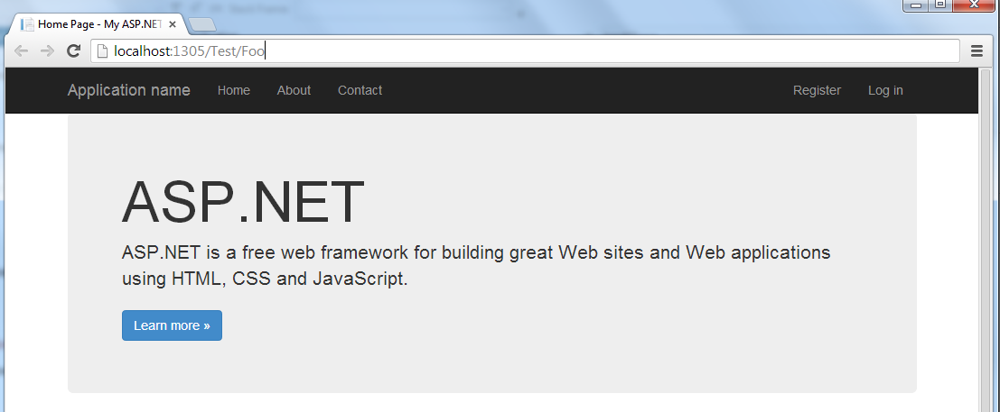 Home Page - My ASP.NET
localhost:1305/Test/Foo
Application name Home About Contact Register Log in
ASP.NET
ASP.NET is a free web framework for building great Web sites and Web applications
using HTML, CSS and JavaScript.
Learn more »